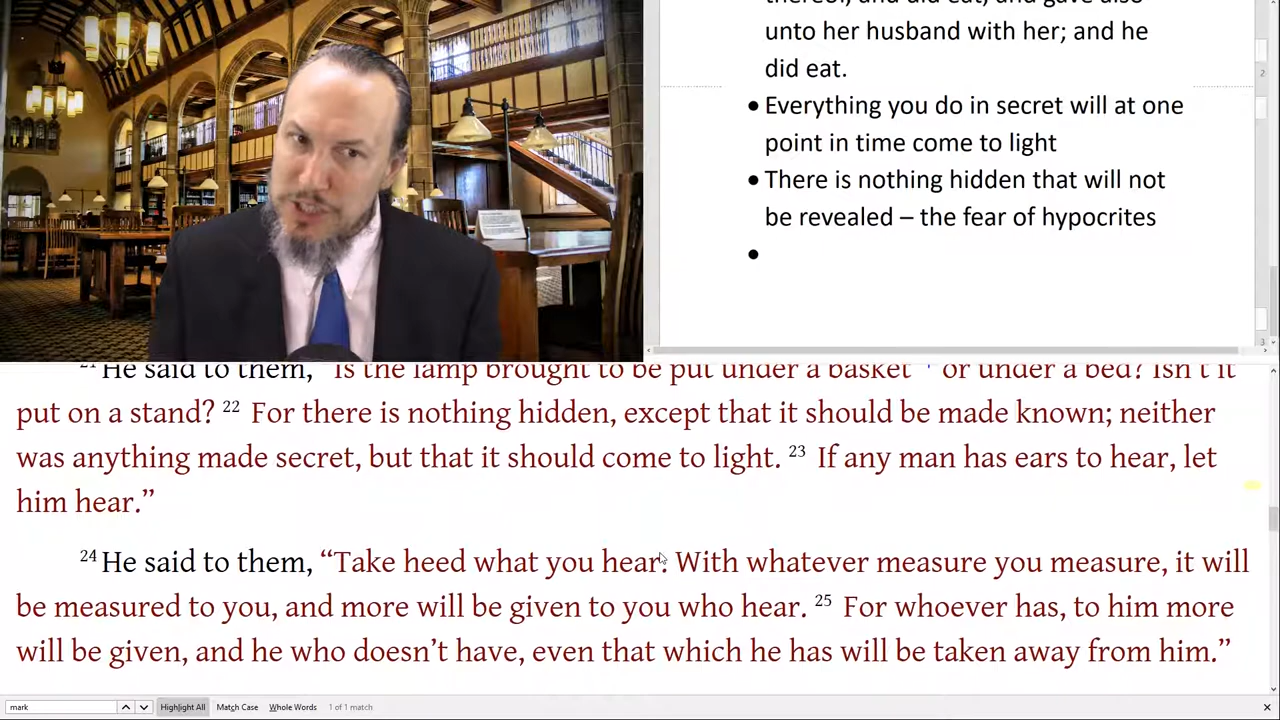 thereof, and did eat, and gave also
unto her husband with her; and he
did eat.
• Everything you do in secret will at one
point in time come to light
• There is nothing hidden that will not
be revealed – the fear of hypocrites
•
2
3
21 He said to them, “Is the lamp brought to be put under a basket or under a bed? Isn’t it
put on a stand? 22 For there is nothing hidden, except that it should be made known; neither
was anything made secret, but that it should come to light. 23 If any man has ears to hear, let
him hear.”
24 He said to them, “Take heed what you hear. With whatever measure you measure, it will
be measured to you, and more will be given to you who hear. 25 For whoever has, to him more
will be given, and he who doesn’t have, even that which he has will be taken away from him.”
mark Highlight All Match Case Whole Words 1 of 1 match